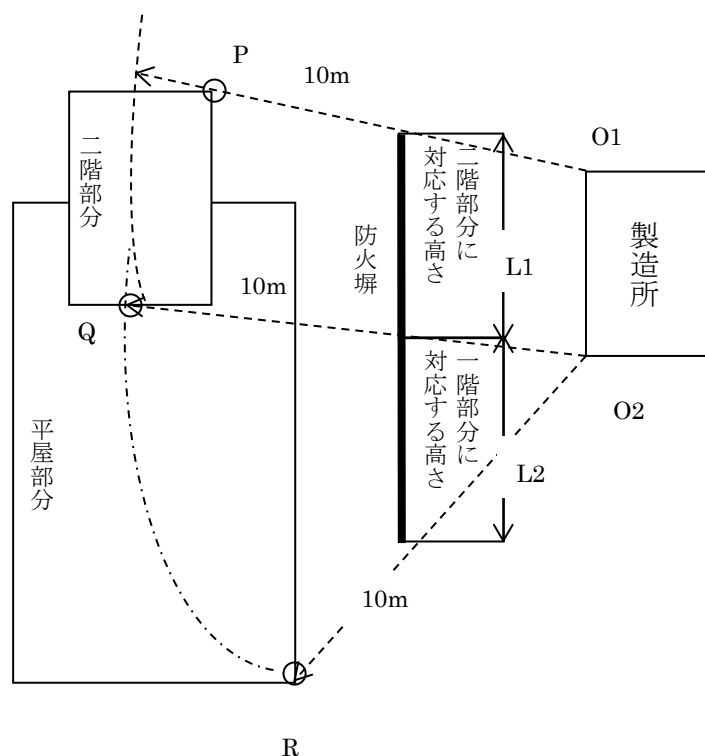 P
10m
O1
二階部分
二階部分に
対応する高さ
防火塀
L1
製造所
10m
Q
一階部分に
対応する高さ
O2
平屋部分
L2
10m
R